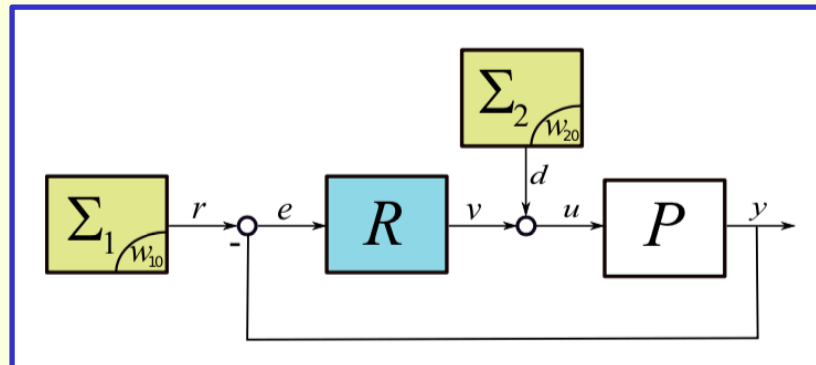 Σ₂
w₂₀
d
Σ₁
w₁₀
r
-
e
R
v
u
P
y